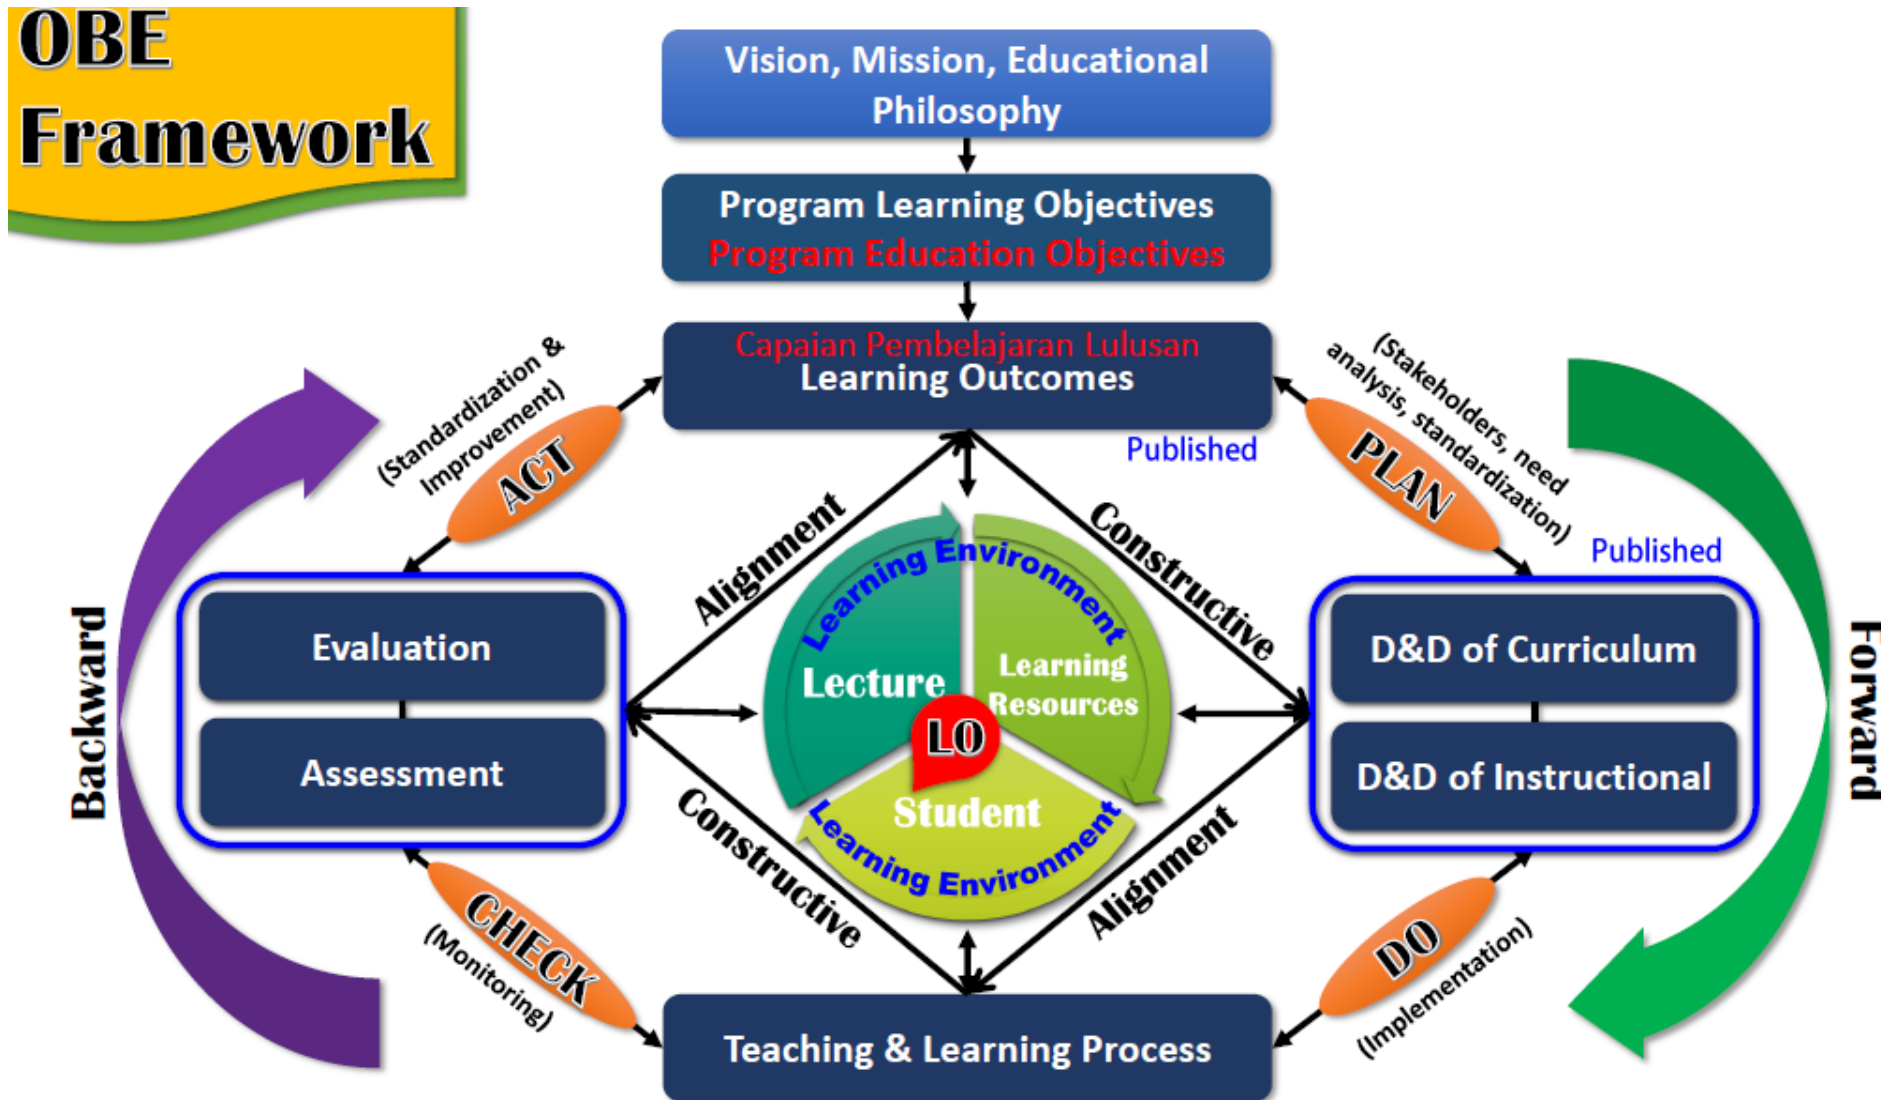 OBE
Framework
Vision, Mission, Educational
Philosophy
Program Learning Objectives
Program Education Objectives
Capaian Pembelajaran Lulusan
Learning Outcomes
Published
(Standardization &
Improvement)
ACT
(Stakeholders, need
analysis, standardization)
PLAN
Published
Alignment
Constructive
Backward
Forward
Evaluation
Assessment
Learning Environment
Lecture
Learning
Resources
LO
Student
Learning Environment
D&D of Curriculum
D&D of Instructional
Constructive
Alignment
CHECK
(Monitoring)
DO
(Implementation)
Teaching & Learning Process